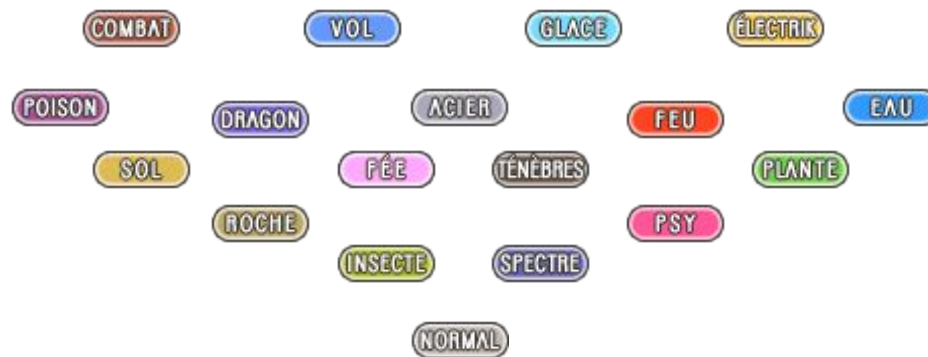 COMBAT VOL GLACE ÉLECTRIK
POISON DRAGON ACIER FEU EAU
SOL FÉE TÉNÈBRES PLANTE
ROCHE PSY
INSECTE SPECTRE
NORMAL